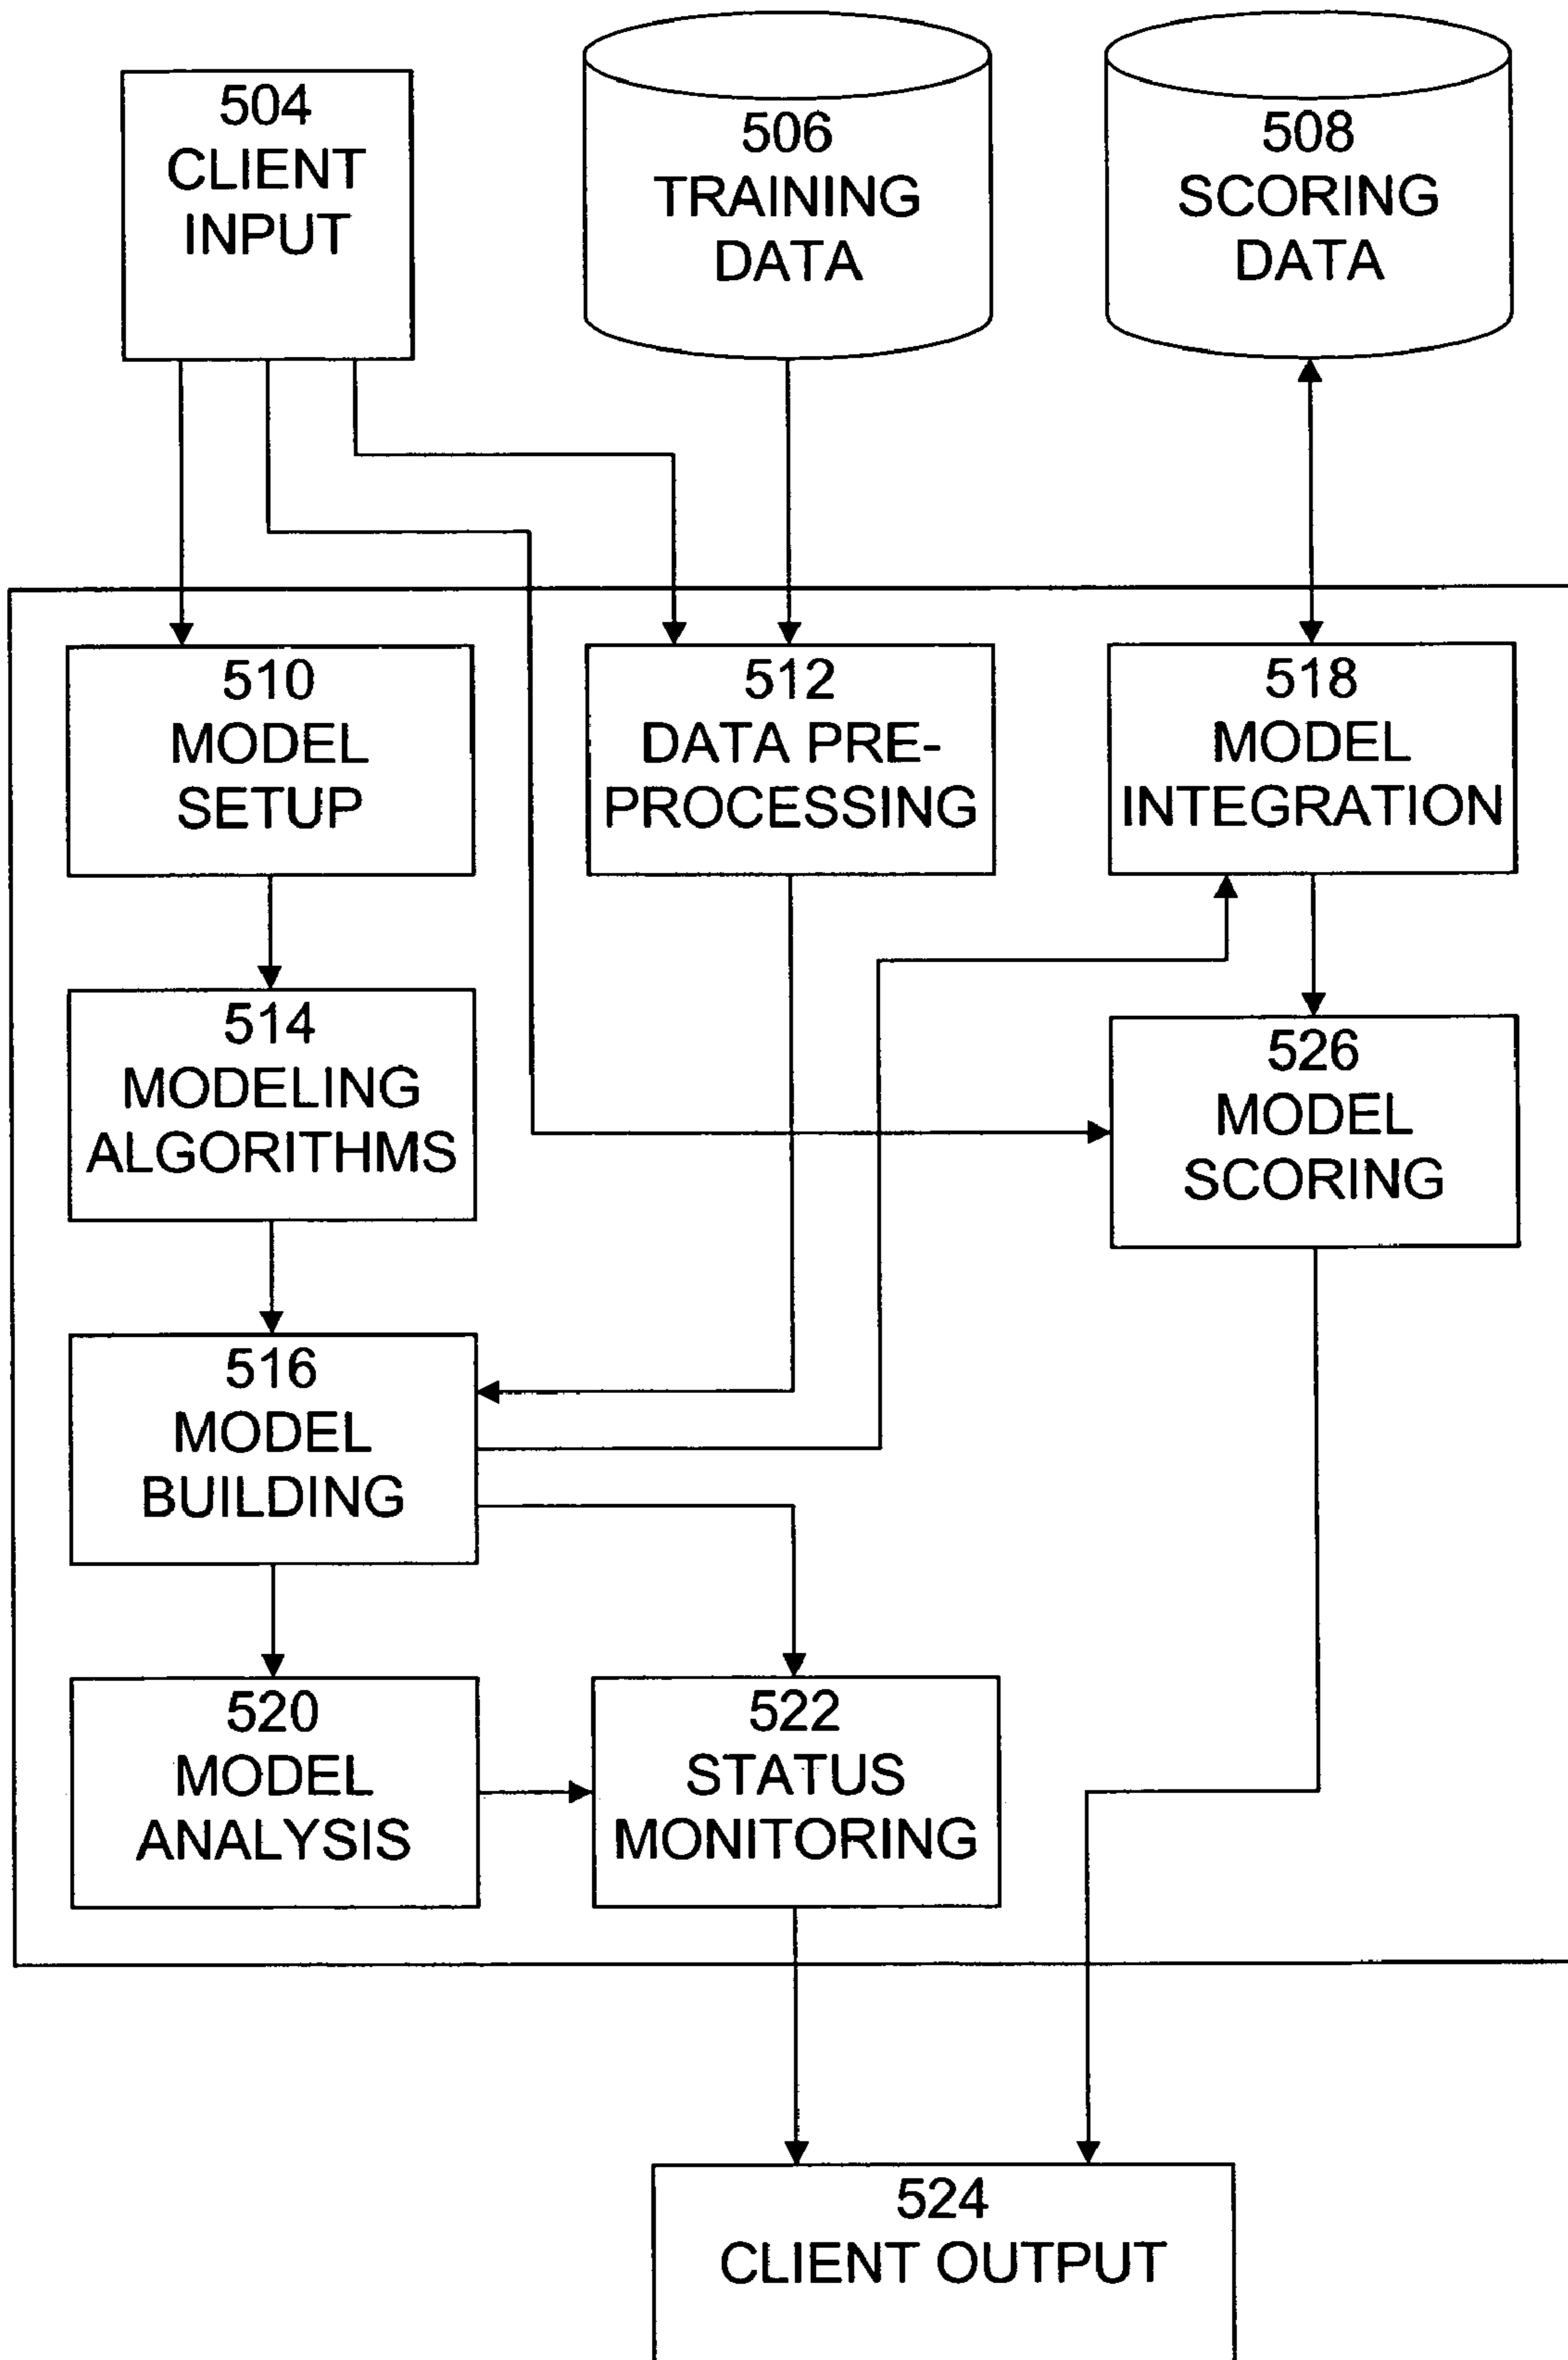 504
CLIENT
INPUT
506
TRAINING
DATA
508
SCORING
DATA
510
MODEL
SETUP
512
DATA PRE-
PROCESSING
518
MODEL
INTEGRATION
514
MODELING
ALGORITHMS
526
MODEL
SCORING
516
MODEL
BUILDING
520
MODEL
ANALYSIS
522
STATUS
MONITORING
524
CLIENT OUTPUT